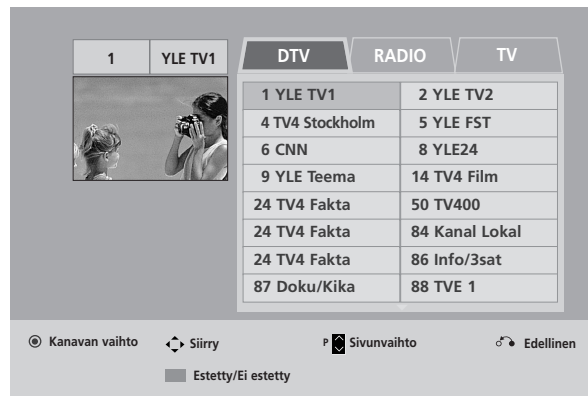 1 YLE TV1
DTV RADIO TV
1 YLE TV1 2 YLE TV2
4 TV4 Stockholm 5 YLE FST
6 CNN 8 YLE24
9 YLE Teema 14 TV4 Film
24 TV4 Fakta 50 TV400
24 TV4 Fakta 84 Kanal Lokal
24 TV4 Fakta 86 Info/3sat
87 Doku/Kika 88 TVE 1
Kanavan vaihto Siirry P Sivunvaihto Edellinen
Estetty/Ei estetty